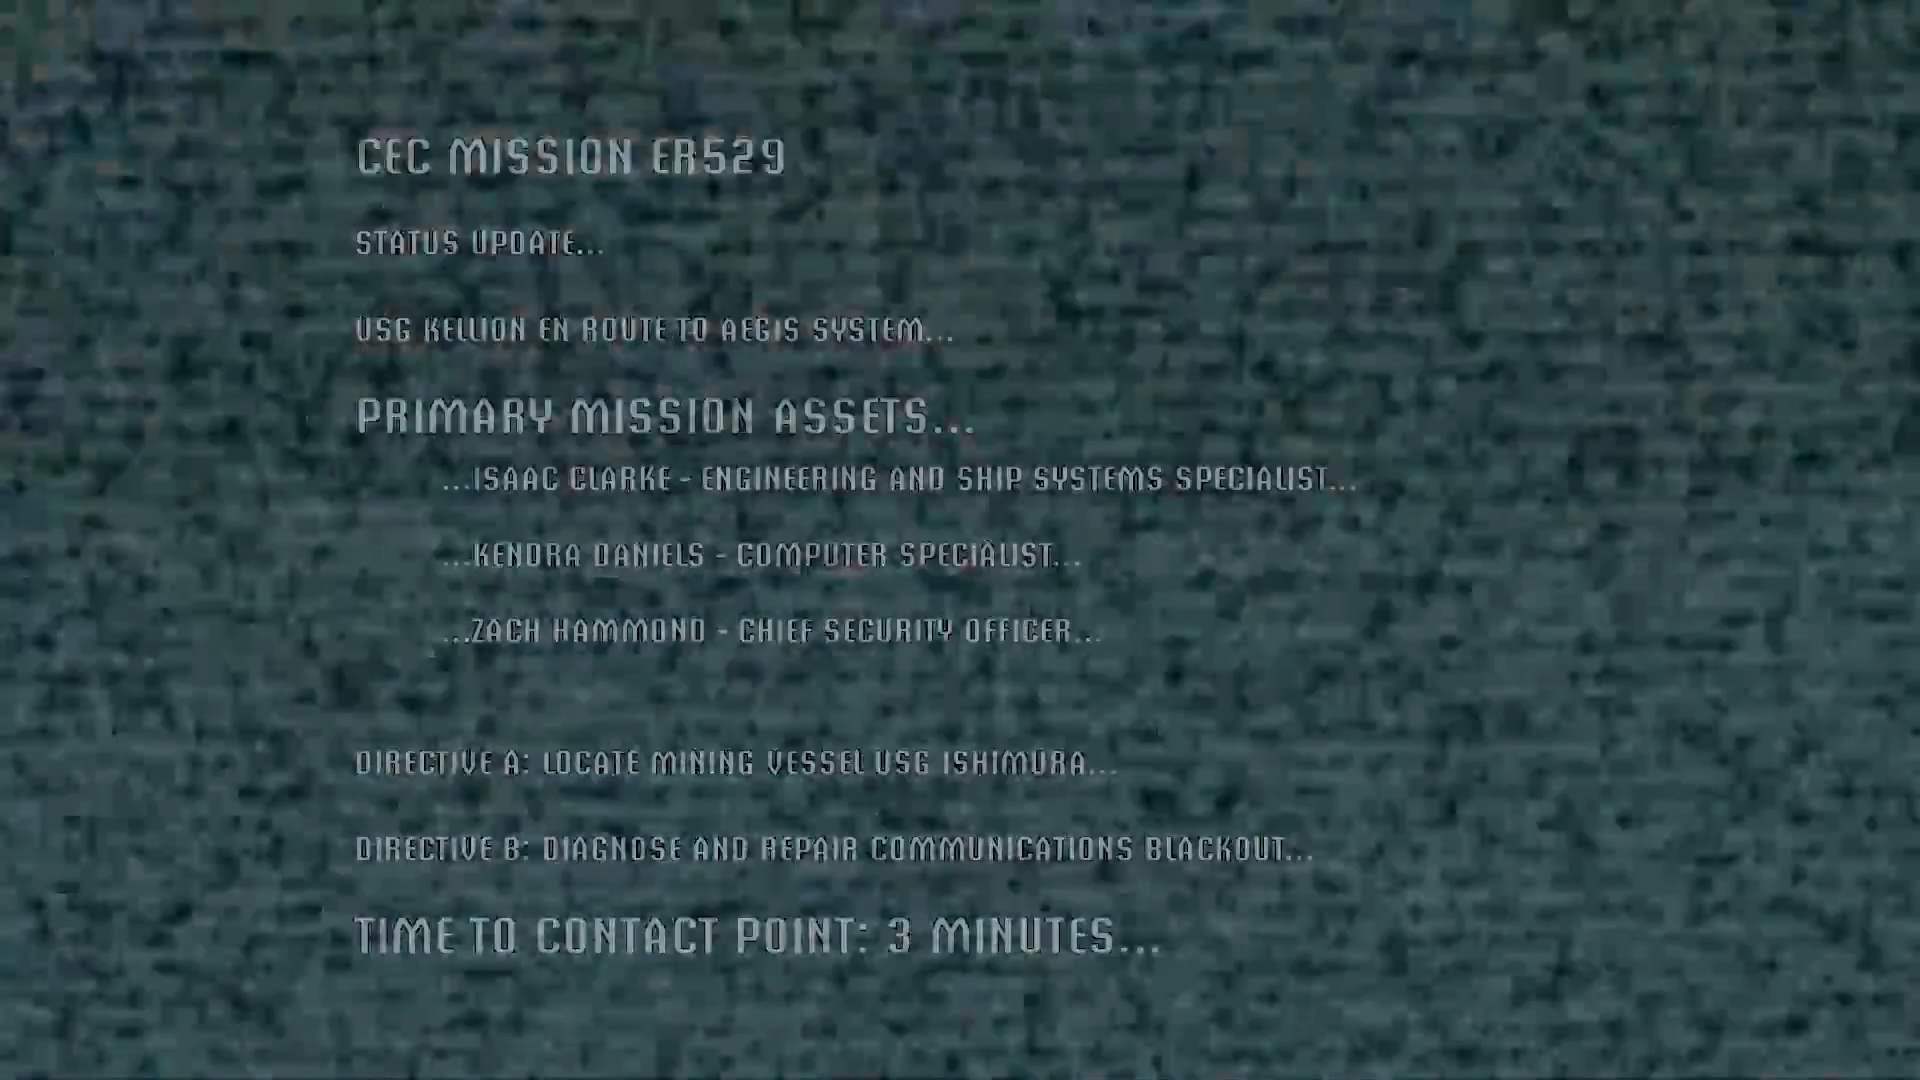 CEC MISSION ER529
STATUS UPDATE...
USG KELLION EN ROUTE TO AEGIS SYSTEM...
PRIMARY MISSION ASSETS...
...ISAAC CLARKE - ENGINEERING AND SHIP SYSTEMS SPECIALIST...
...KENDRA DANIELS - COMPUTER SPECIALIST...
...ZACH HAMMOND - CHIEF SECURITY OFFICER...
DIRECTIVE A: LOCATE MINING VESSEL USG ISHIMURA...
DIRECTIVE B: DIAGNOSE AND REPAIR COMMUNICATIONS BLACKOUT...
TIME TO CONTACT POINT: 3 MINUTES...